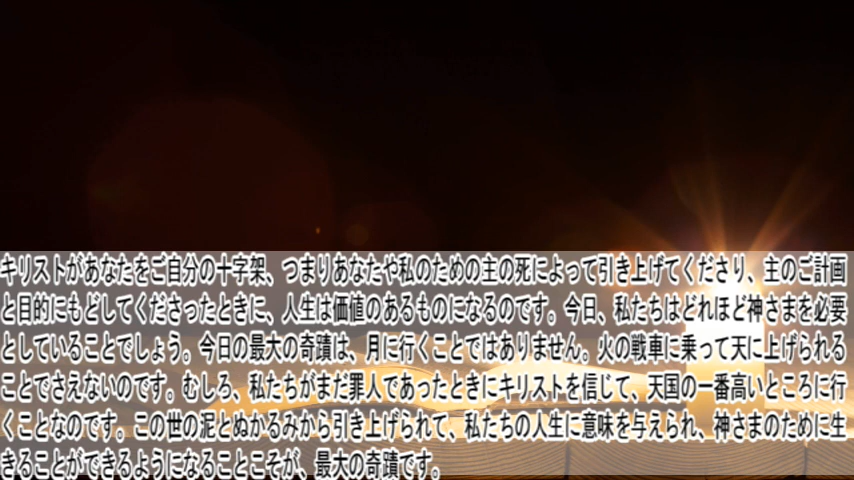 キリストがあなたをご自分の十字架、つまりあなたや私のための主の死によって引き上げてくださり、主のご計画
と目的にもどしてくださったときに、人生は価値のあるものになるのです。今日、私たちはどれほど神さまを必要
としていることでしょう。今日の最大の奇蹟は、月に行くことではありません。火の戦車に乗って天に上げられる
ことでさえないのです。むしろ、私たちがまだ罪人であったときにキリストを信じて、天国の一番高いところに行
くことなのです。この世の泥とぬかるみから引き上げられて、私たちの人生に意味を与えられ、神さまのために生
きることができるようになることこそが、最大の奇蹟です。